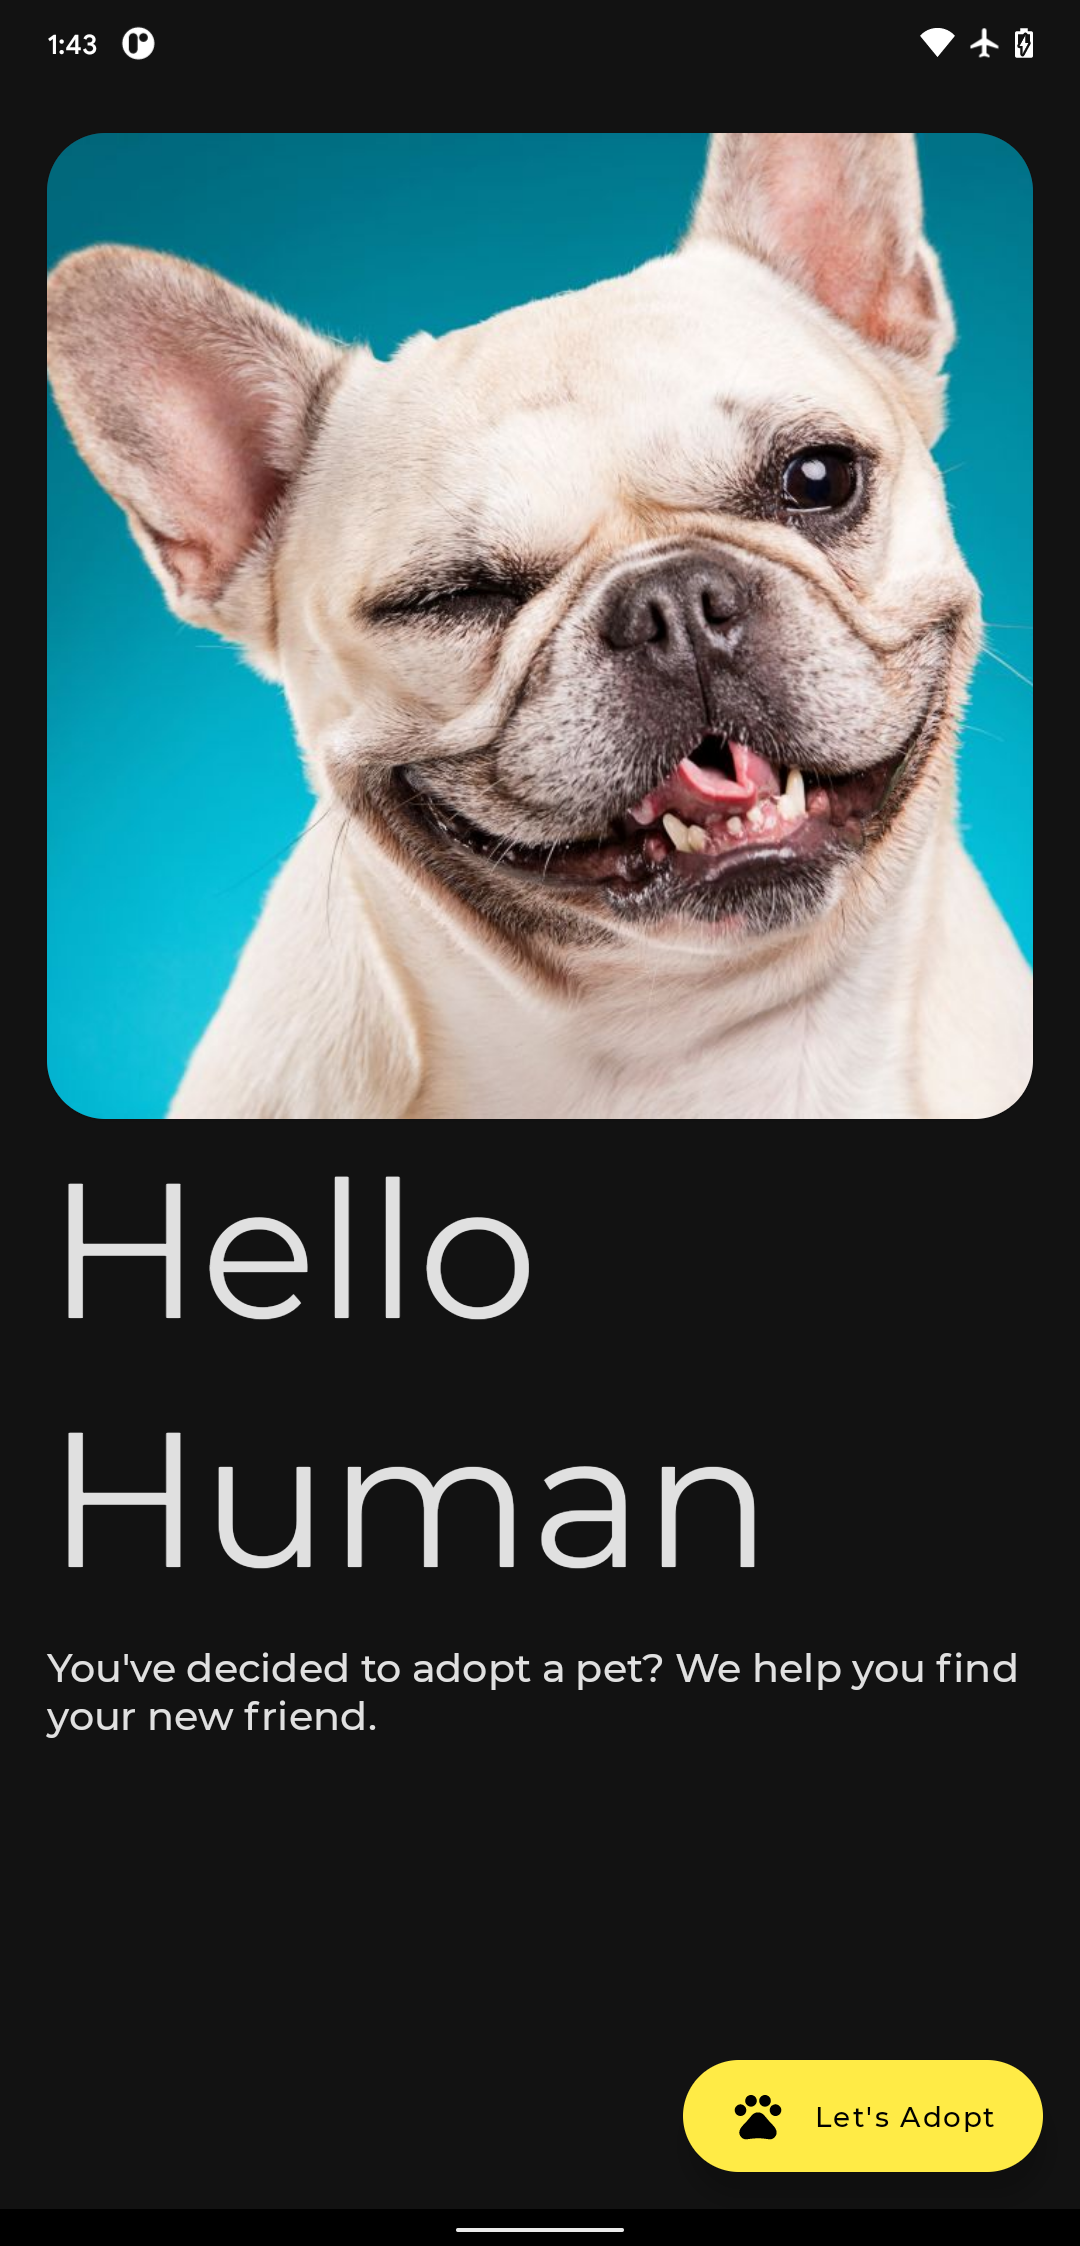 1:43
Hello
Human
You've decided to adopt a pet? We help you find
your new friend.
Let's Adopt